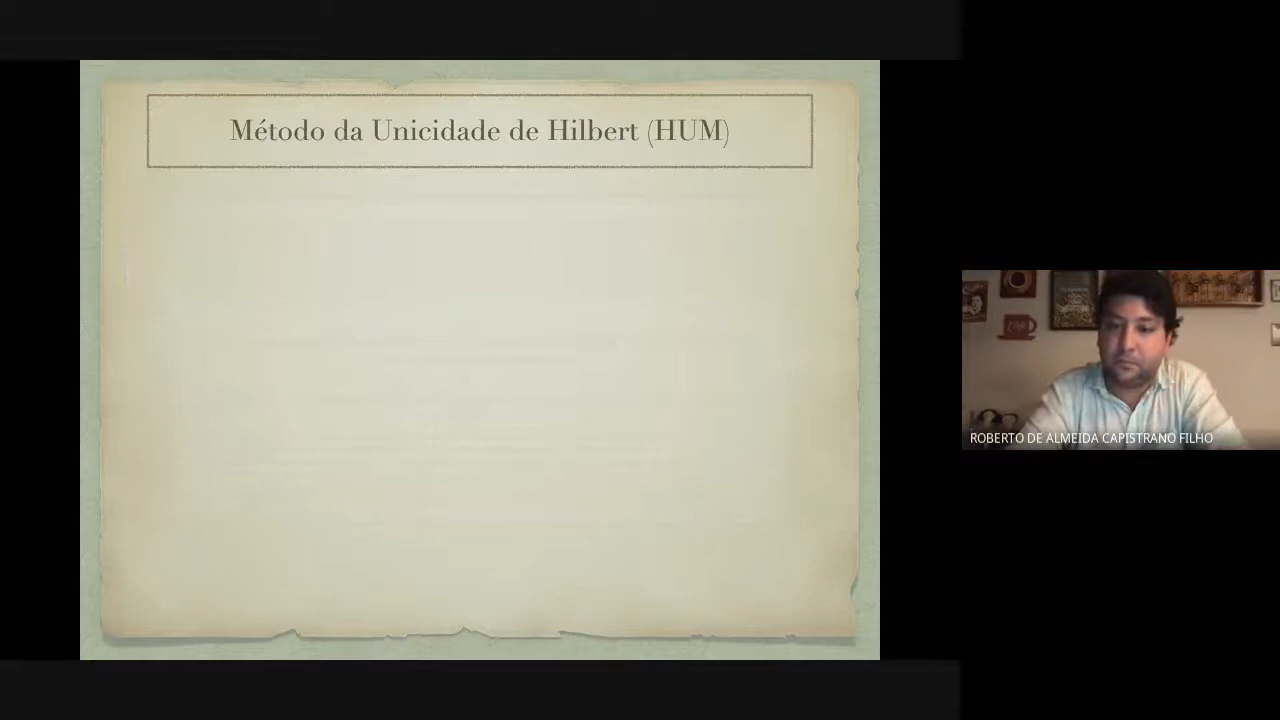 Método da Unicidade de Hilbert (HUM)
ROBERTO DE ALMEIDA CAPISTRANO FILHO